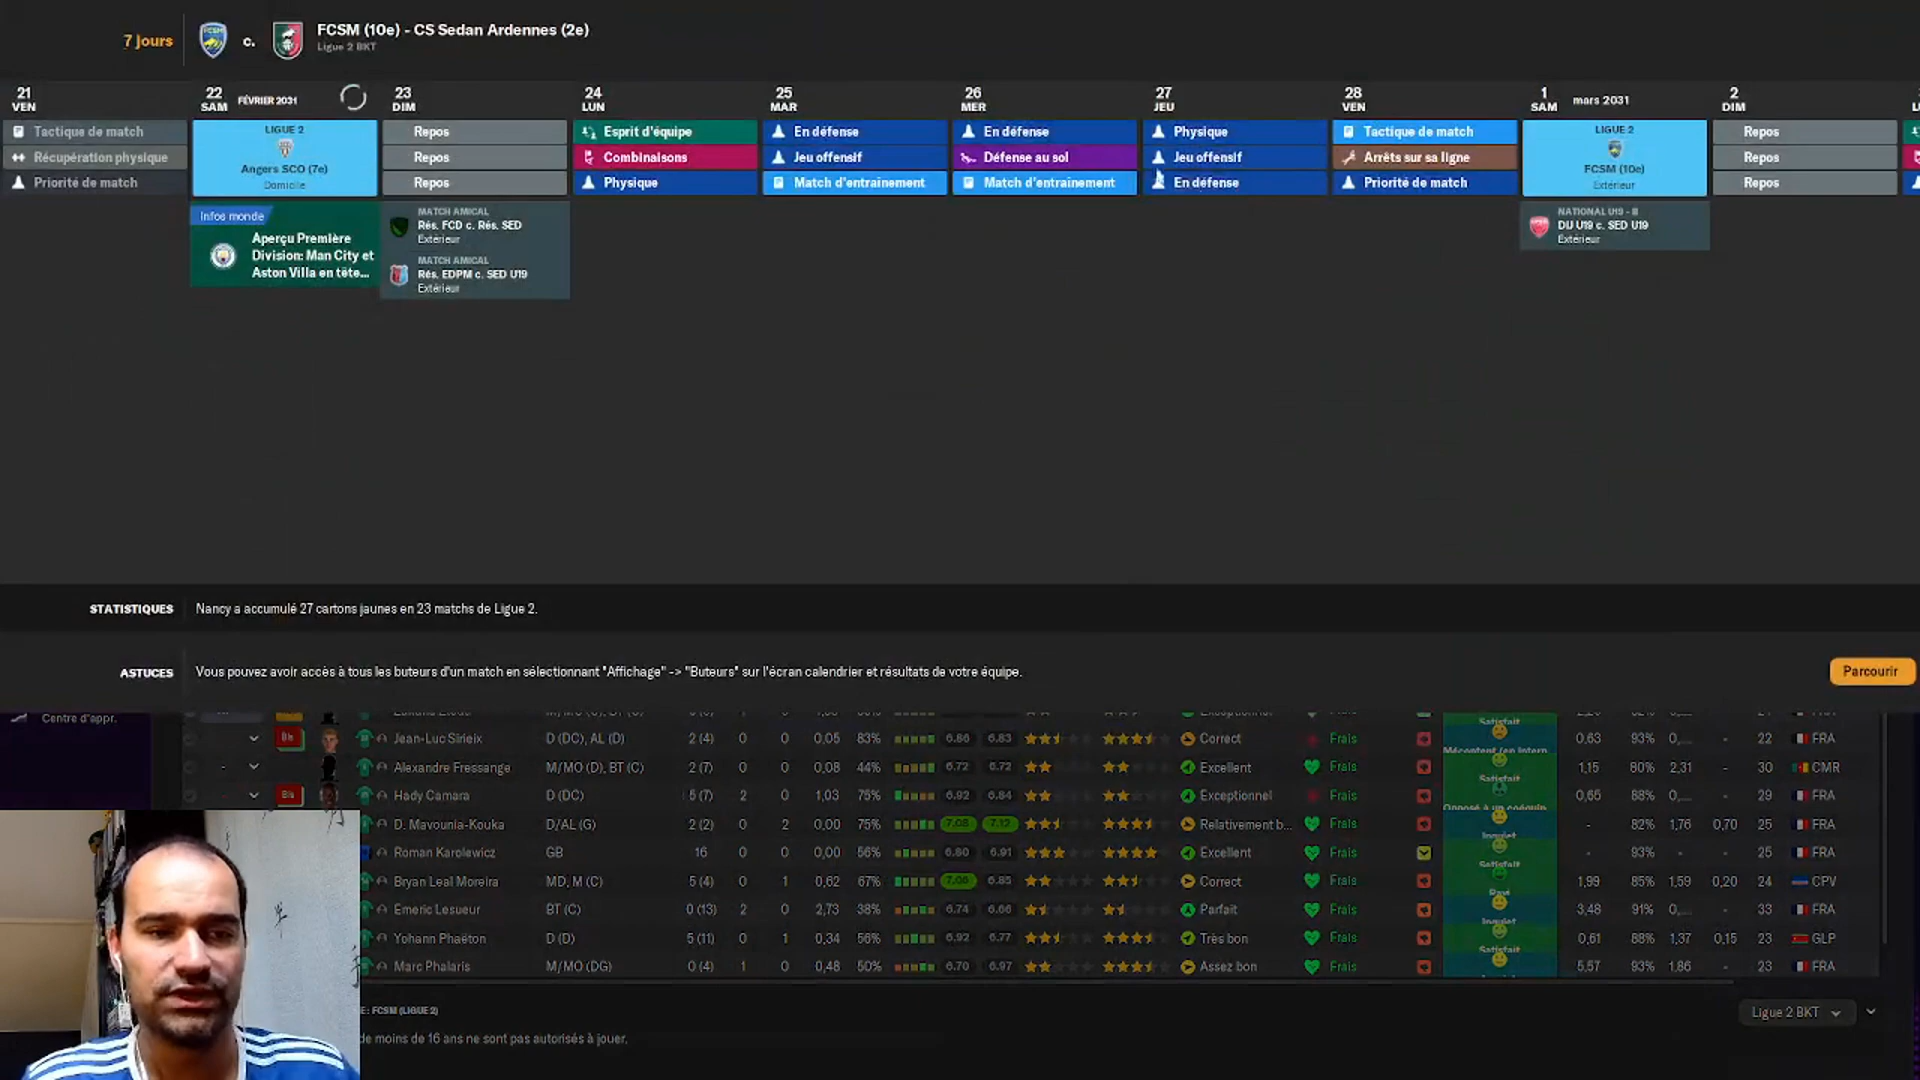 7 jours
c.
FCSM (10e) - CS Sedan Ardennes (2e)
Ligue 2 BKT
21 VEN
22 SAM FÉVRIER 2031
23 DIM
24 LUN
25 MAR
26 MER
27 JEU
28 VEN
1 SAM mars 2031
2 DIM
Tactique de match
Récupération physique
Priorité de match
LIGUE 2
Angers SCO (7e)
Domicile
Repos
Repos
Repos
Esprit d'équipe
Combinaisons
Physique
En défense
Jeu offensif
Match d'entrainement
En défense
Défense au sol
Match d'entrainement
Physique
Jeu offensif
En défense
Tactique de match
Arrêts sur sa ligne
Priorité de match
LIGUE 2
FCSM (10e)
Extérieur
Repos
Repos
Repos
Infos monde
Aperçu Première
Division: Man City et
Aston Villa en tête...
MATCH AMICAL
Rés. FCD c. Rés. SED
Extérieur
MATCH AMICAL
Rés. EDPM c. SED U19
Extérieur
NATIONAL U19 - B
DIJ U19 c. SED U19
Extérieur
STATISTIQUES
Nancy a accumulé 27 cartons jaunes en 23 matchs de Ligue 2.
ASTUCES
Vous pouvez avoir accès à tous les buteurs d'un match en sélectionnant "Affichage" -> "Buteurs" sur l'écran calendrier et résultats de votre équipe.
Parcourir
Centre d'appr.
Satisfait
Jean-Luc Sirieix D (DC), AL (D) 2 (4) 0 0 0,05 83% 6.86 6.83 Correct Frais 0,63 93% 0,... - 22 FRA
Alexandre Fressange M/MO (D), BT (C) 2 (7) 0 0 0,08 44% 6.72 6.72 Excellent Frais Satisfait 1,15 80% 2,31 - 30 CMR
Hady Camara D (DC) 5 (7) 2 0 1,03 75% 6.92 6.84 Exceptionnel Frais 0,65 88% 0,... - 29 FRA
D. Mavounia-Kouka D/AL (G) 2 (2) 0 2 0,00 75% 7.08 7.12 Relativement b... Frais Inquiet - 82% 1,76 0,70 25 FRA
Roman Karolewicz GB 16 0 0 0,00 56% 6.80 6.91 Excellent Frais Satisfait - 93% - - 25 FRA
Bryan Leal Moreira MD, M (C) 5 (4) 0 1 0,62 67% 7.06 6.85 Correct Frais Ravi 1,99 85% 1,59 0,20 24 CPV
Emeric Lesueur BT (C) 0 (13) 2 0 2,73 38% 6.74 6.66 Parfait Frais Inquiet 3,48 91% 0,... - 33 FRA
Yohann Phaëton D (D) 5 (11) 0 1 0,34 56% 6.92 6.77 Très bon Frais Satisfait 0,61 88% 1,37 0,15 23 GLP
Marc Phalaris M/MO (DG) 0 (4) 1 0 0,48 50% 6.70 6.97 Assez bon Frais 5,57 93% 1,86 - 23 FRA
E: FCSM (LIGUE 2)
de moins de 16 ans ne sont pas autorisés à jouer.
Ligue 2 BKT